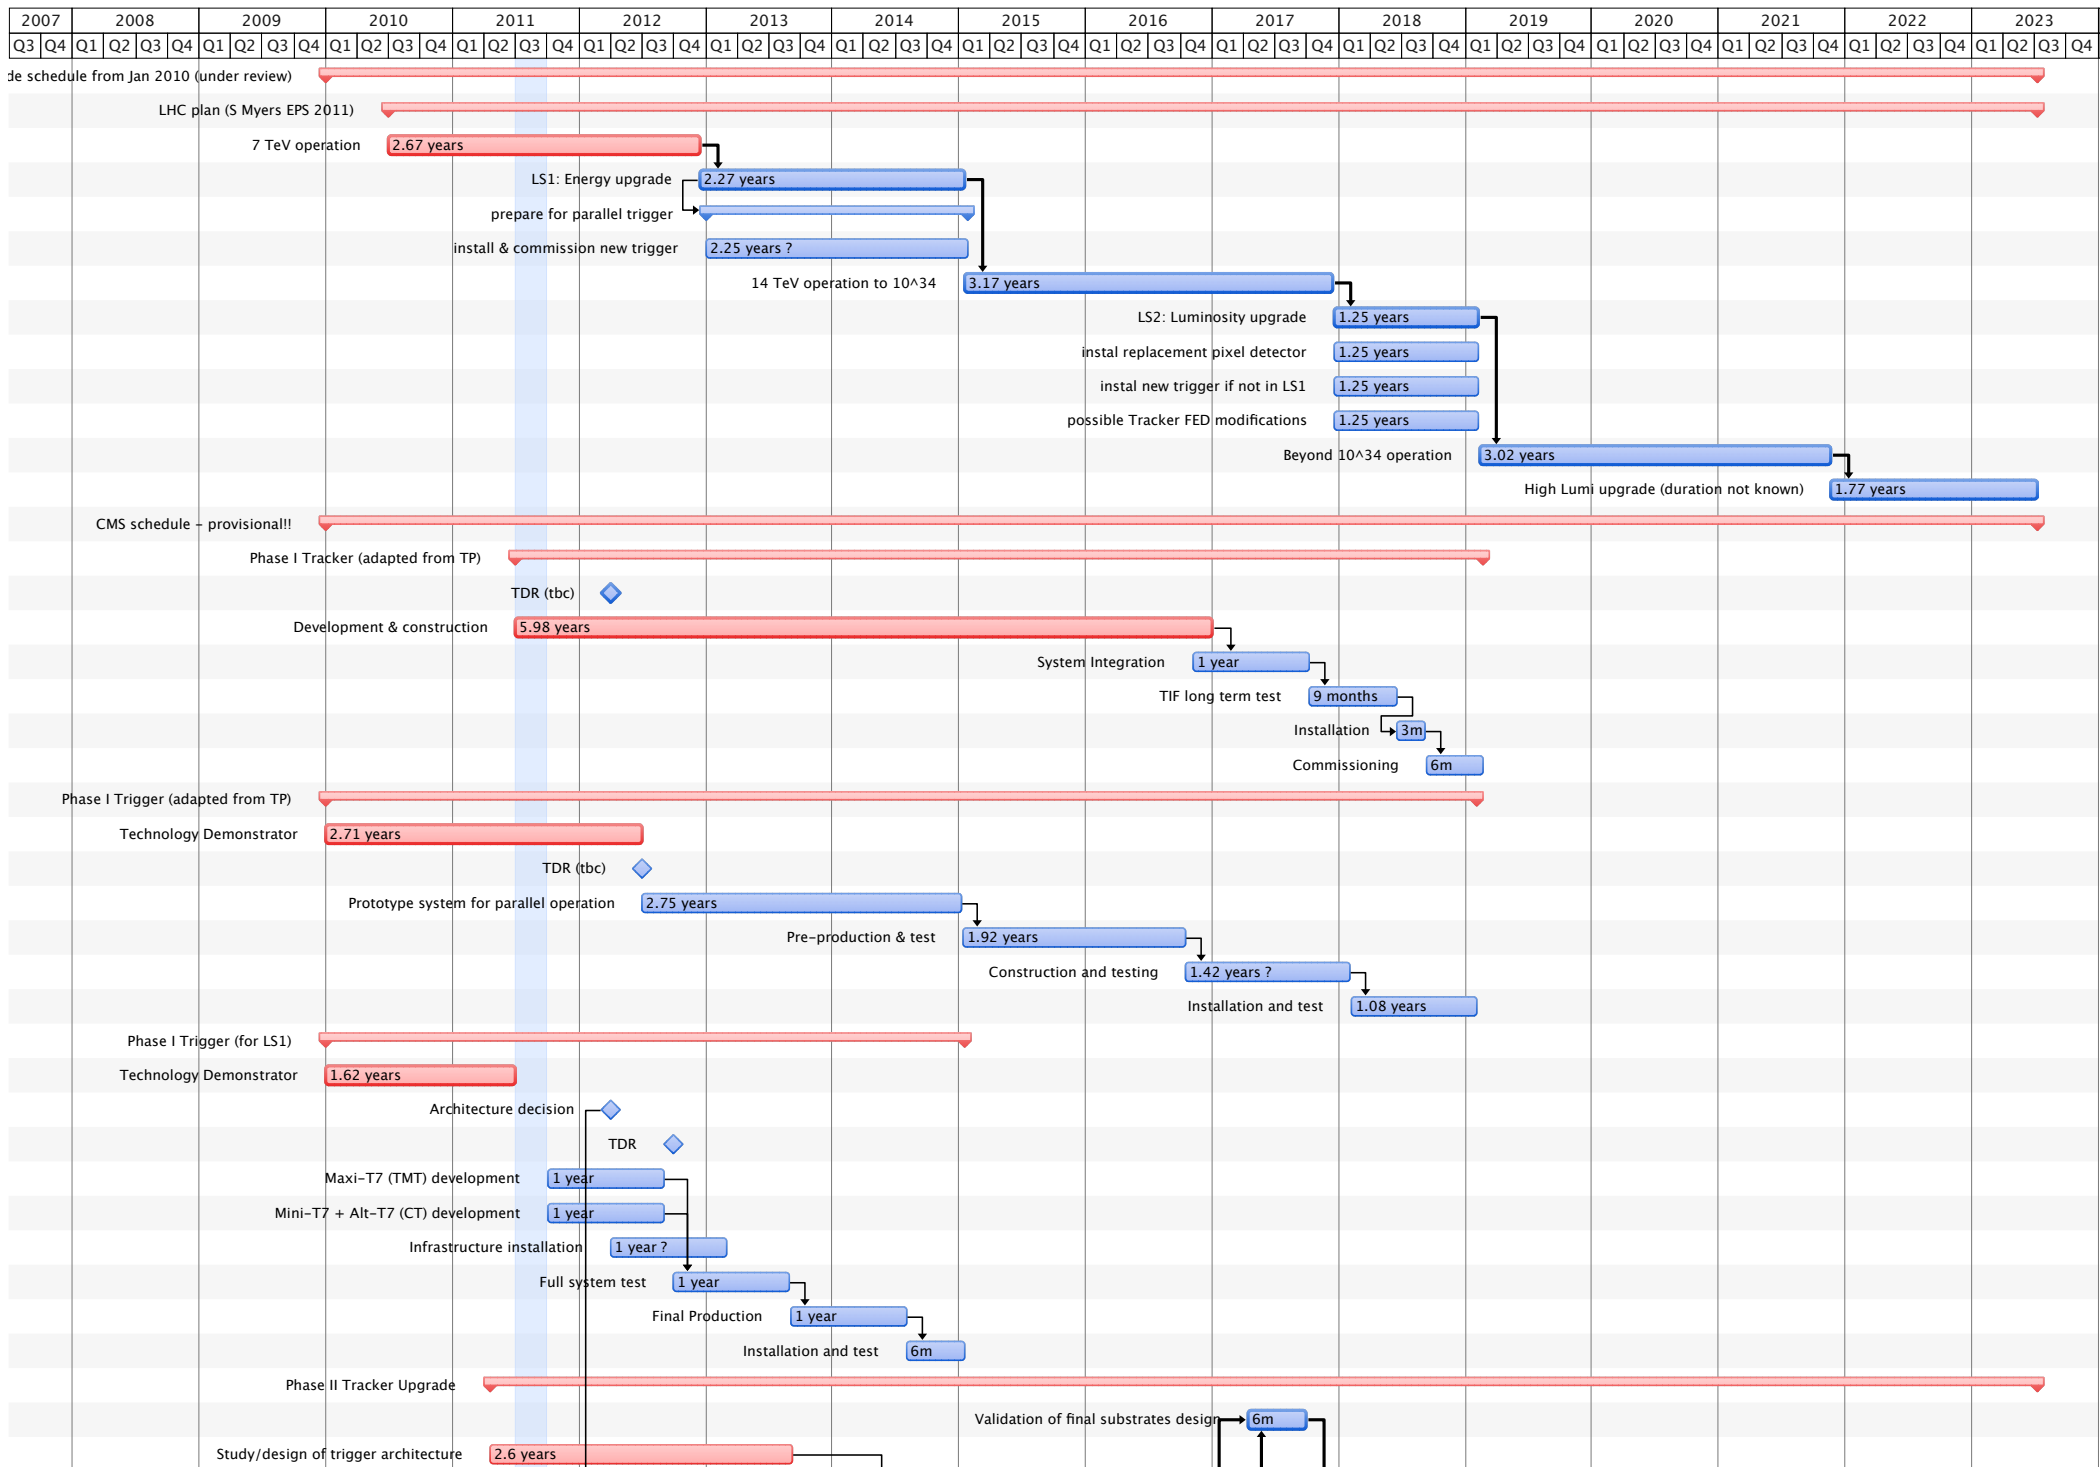 2007 2008 2009 2010 2011 2012 2013 2014 2015 2016 2017 2018 2019 2020 2021 2022 2023
Q3 Q4 Q1 Q2 Q3 Q4 Q1 Q2 Q3 Q4 Q1 Q2 Q3 Q4 Q1 Q2 Q3 Q4 Q1 Q2 Q3 Q4 Q1 Q2 Q3 Q4 Q1 Q2 Q3 Q4 Q1 Q2 Q3 Q4 Q1 Q2 Q3 Q4 Q1 Q2 Q3 Q4 Q1 Q2 Q3 Q4 Q1 Q2 Q3 Q4 Q1 Q2 Q3 Q4 Q1 Q2 Q3 Q4 Q1 Q2 Q3 Q4 Q1 Q2 Q3 Q4
de schedule from Jan 2010 (under review)
LHC plan (S Myers EPS 2011)
7 TeV operation 2.67 years
LS1: Energy upgrade 2.27 years
prepare for parallel trigger
install & commission new trigger 2.25 years ?
14 TeV operation to 10^34 3.17 years
LS2: Luminosity upgrade 1.25 years
instal replacement pixel detector 1.25 years
instal new trigger if not in LS1 1.25 years
possible Tracker FED modifications 1.25 years
Beyond 10^34 operation 3.02 years
High Lumi upgrade (duration not known) 1.77 years
CMS schedule - provisional!!
Phase I Tracker (adapted from TP)
TDR (tbc)
Development & construction 5.98 years
System Integration 1 year
TIF long term test 9 months
Installation 3m
Commissioning 6m
Phase I Trigger (adapted from TP)
Technology Demonstrator 2.71 years
TDR (tbc)
Prototype system for parallel operation 2.75 years
Pre-production & test 1.92 years
Construction and testing 1.42 years ?
Installation and test 1.08 years
Phase I Trigger (for LS1)
Technology Demonstrator 1.62 years
Architecture decision
TDR
Maxi-T7 (TMT) development 1 year
Mini-T7 + Alt-T7 (CT) development 1 year
Infrastructure installation 1 year ?
Full system test 1 year
Final Production 1 year
Installation and test 6m
Phase II Tracker Upgrade
Validation of final substrates design 6m
Study/design of trigger architecture 2.6 years